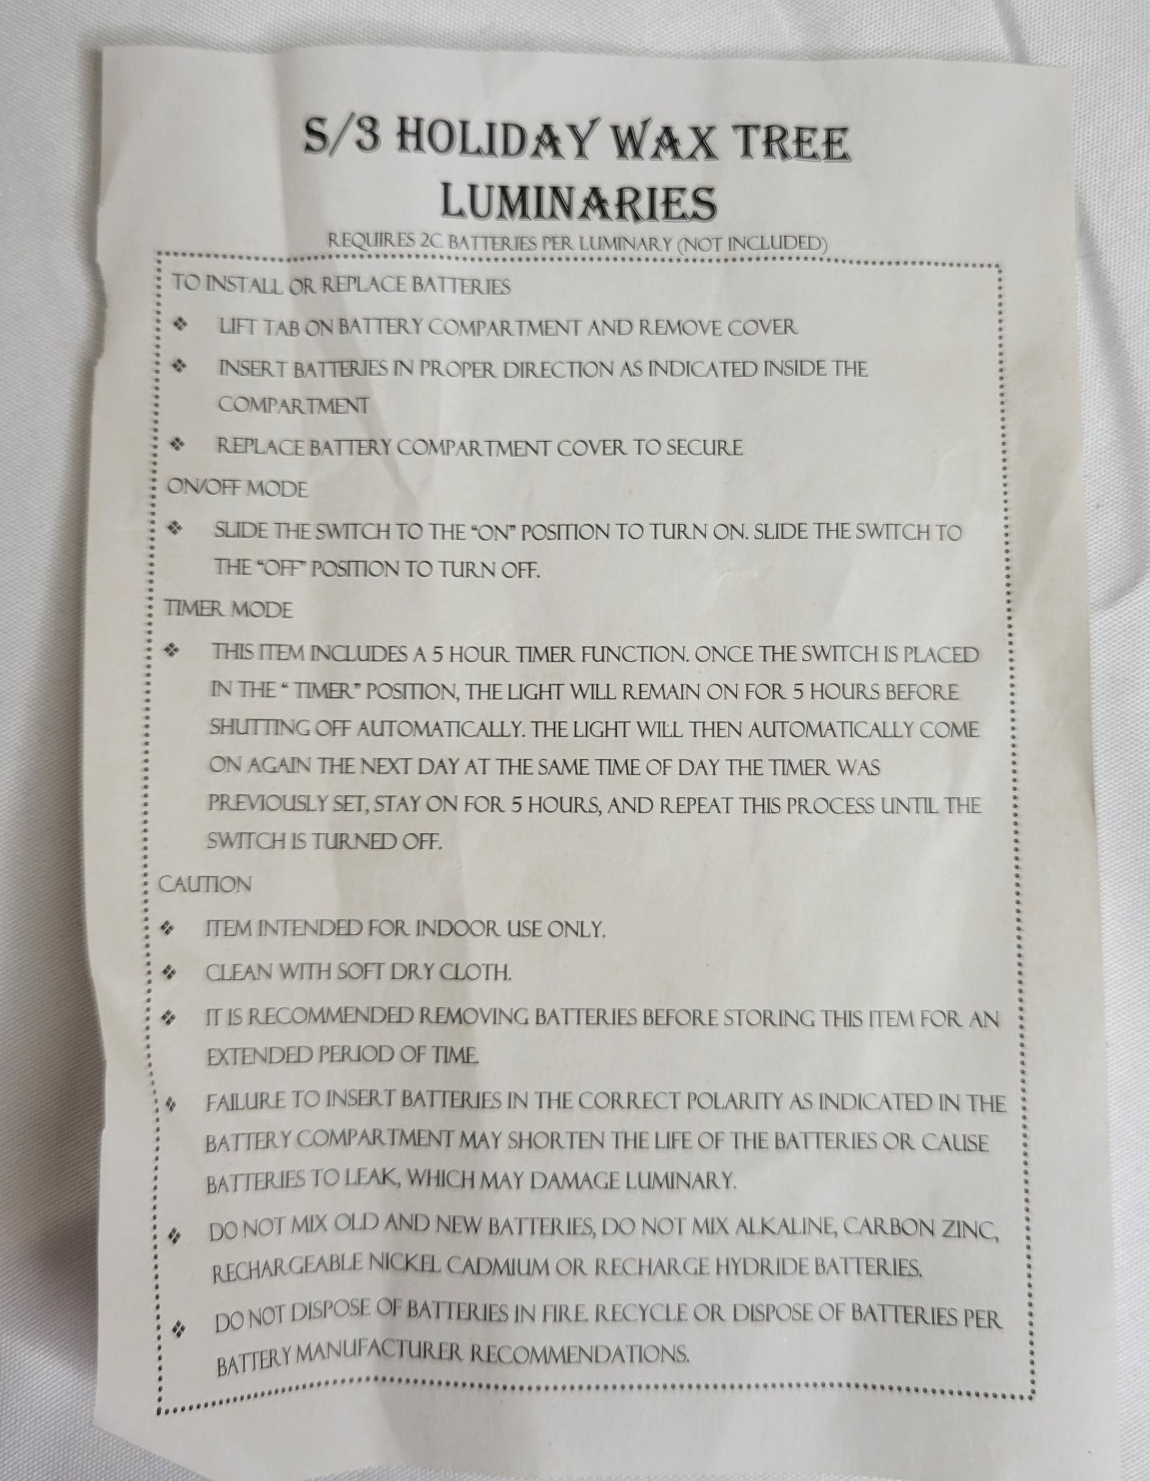 S/3 HOLIDAY WAX TREE
LUMINARIES
REQUIRES 2C BATTERIES PER LUMINARY (NOT INCLUDED)
TO INSTALL OR REPLACE BATTERIES
❖ LIFT TAB ON BATTERY COMPARTMENT AND REMOVE COVER
❖ INSERT BATTERIES IN PROPER DIRECTION AS INDICATED INSIDE THE
COMPARTMENT
❖ REPLACE BATTERY COMPARTMENT COVER TO SECURE
ON/OFF MODE
❖ SLIDE THE SWITCH TO THE “ON” POSITION TO TURN ON. SLIDE THE SWITCH TO
THE “OFF” POSITION TO TURN OFF.
TIMER MODE
❖ THIS ITEM INCLUDES A 5 HOUR TIMER FUNCTION. ONCE THE SWITCH IS PLACED
IN THE “ TIMER” POSITION, THE LIGHT WILL REMAIN ON FOR 5 HOURS BEFORE
SHUTTING OFF AUTOMATICALLY. THE LIGHT WILL THEN AUTOMATICALLY COME
ON AGAIN THE NEXT DAY AT THE SAME TIME OF DAY THE TIMER WAS
PREVIOUSLY SET, STAY ON FOR 5 HOURS, AND REPEAT THIS PROCESS UNTIL THE
SWITCH IS TURNED OFF.
CAUTION
❖ ITEM INTENDED FOR INDOOR USE ONLY.
❖ CLEAN WITH SOFT DRY CLOTH.
❖ IT IS RECOMMENDED REMOVING BATTERIES BEFORE STORING THIS ITEM FOR AN
EXTENDED PERIOD OF TIME.
❖ FAILURE TO INSERT BATTERIES IN THE CORRECT POLARITY AS INDICATED IN THE
BATTERY COMPARTMENT MAY SHORTEN THE LIFE OF THE BATTERIES OR CAUSE
BATTERIES TO LEAK, WHICH MAY DAMAGE LUMINARY.
❖ DO NOT MIX OLD AND NEW BATTERIES, DO NOT MIX ALKALINE, CARBON ZINC,
RECHARGEABLE NICKEL CADMIUM OR RECHARGE HYDRIDE BATTERIES.
❖ DO NOT DISPOSE OF BATTERIES IN FIRE. RECYCLE OR DISPOSE OF BATTERIES PER
BATTERY MANUFACTURER RECOMMENDATIONS.